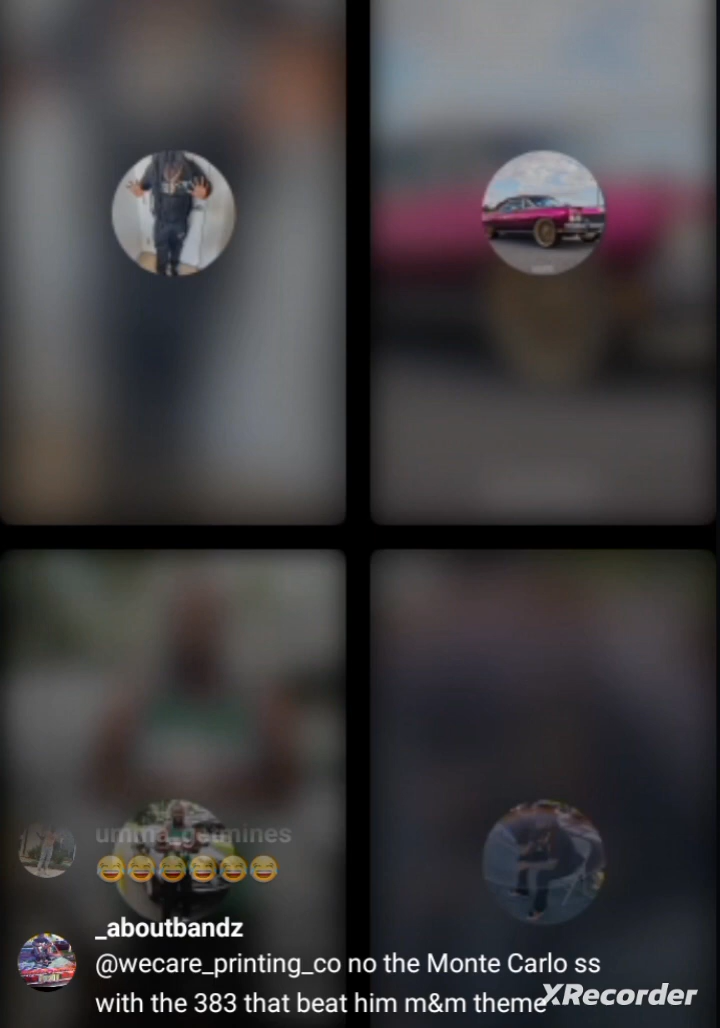 😂😂😂😂😂😂
_aboutbandz
@wecare_printing_co no the Monte Carlo ss
with the 383 that beat him m&m theme
XRecorder